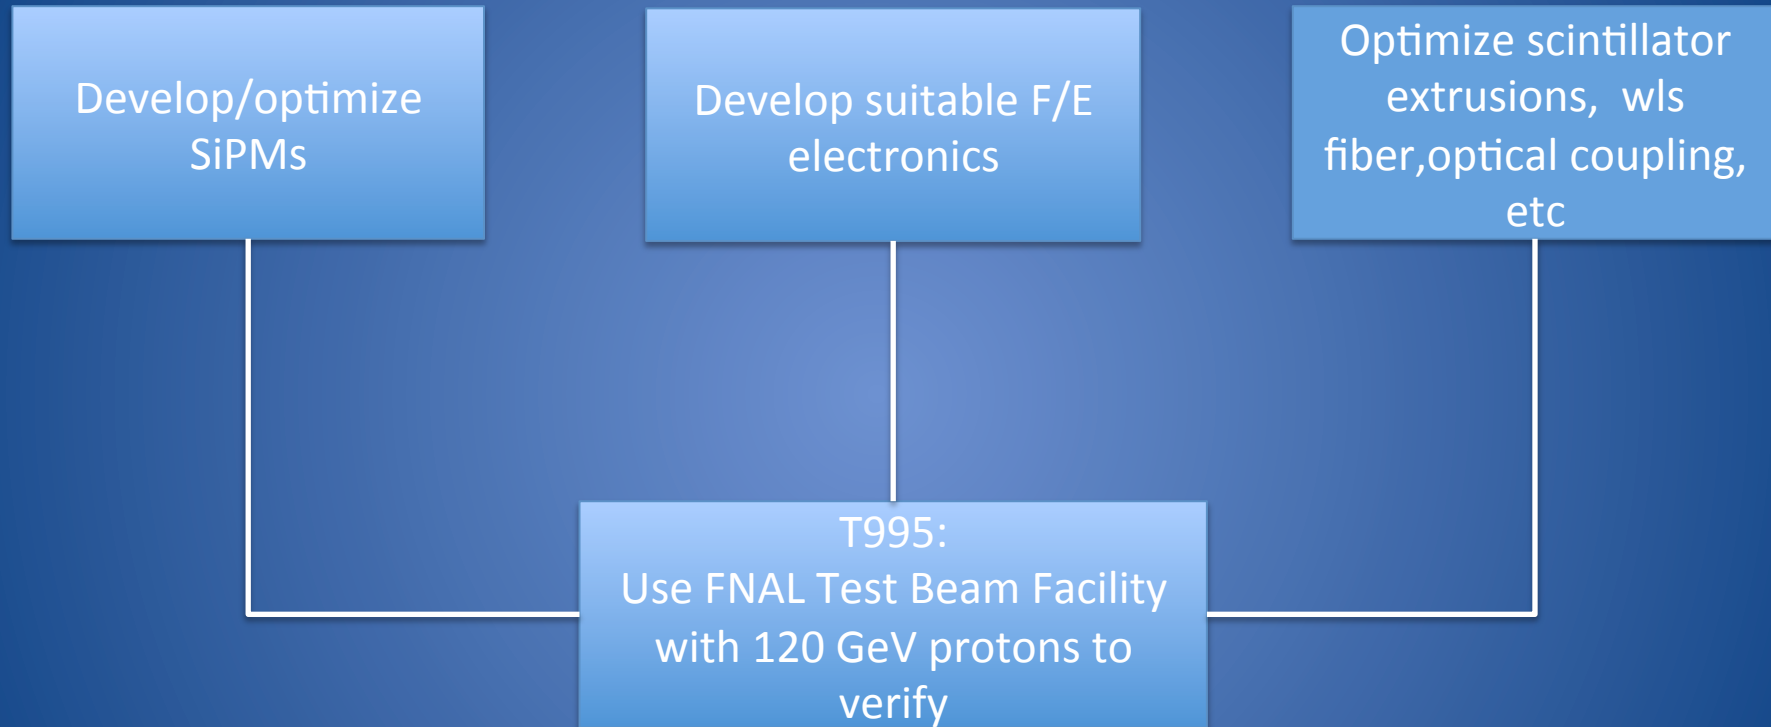 Develop/optimize
SiPMs
Develop suitable F/E
electronics
Optimize scintillator
extrusions,  wls
fiber,optical coupling,
etc
T995:
Use FNAL Test Beam Facility
with 120 GeV protons to
verify